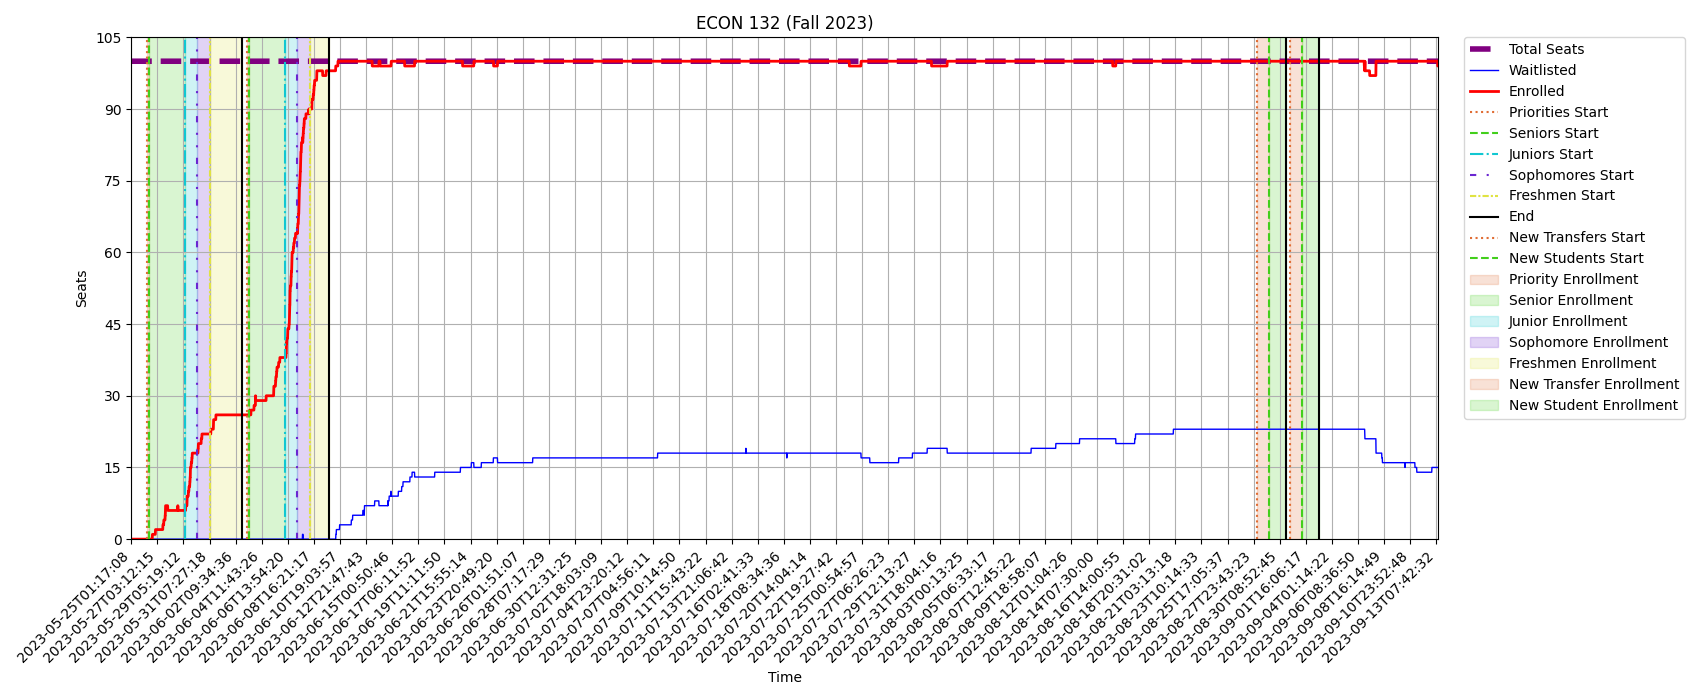 ECON 132 (Fall 2023)
105
90
75
60
45
30
15
0
Seats
2023-05-25T01:17:08
2023-05-27T03:12:15
2023-05-29T05:19:12
2023-05-31T07:27:18
2023-06-02T09:34:36
2023-06-04T11:43:26
2023-06-06T13:54:20
2023-06-08T16:21:17
2023-06-10T19:03:57
2023-06-12T21:47:43
2023-06-15T00:50:46
2023-06-17T06:11:52
2023-06-19T11:11:50
2023-06-21T15:55:14
2023-06-23T20:49:20
2023-06-26T01:51:07
2023-06-28T07:17:29
2023-06-30T12:31:25
2023-07-02T18:03:09
2023-07-04T23:20:12
2023-07-07T04:56:11
2023-07-09T10:14:50
2023-07-11T15:43:22
2023-07-13T21:06:42
2023-07-16T02:41:33
2023-07-18T08:34:36
2023-07-20T14:04:14
2023-07-22T19:27:42
2023-07-25T00:54:57
2023-07-27T06:26:23
2023-07-29T12:13:27
2023-07-31T18:04:16
2023-08-03T00:13:25
2023-08-05T06:33:17
2023-08-07T12:45:22
2023-08-09T18:58:07
2023-08-12T01:04:26
2023-08-14T07:30:00
2023-08-16T14:00:55
2023-08-18T20:31:02
2023-08-21T03:13:18
2023-08-23T10:14:33
2023-08-25T17:05:37
2023-08-27T23:43:23
2023-08-30T08:52:45
2023-09-01T16:06:17
2023-09-04T01:14:22
2023-09-06T08:36:50
2023-09-08T16:14:49
2023-09-10T23:52:48
2023-09-13T07:42:32
Time
Total Seats
Waitlisted
Enrolled
Priorities Start
Seniors Start
Juniors Start
Sophomores Start
Freshmen Start
End
New Transfers Start
New Students Start
Priority Enrollment
Senior Enrollment
Junior Enrollment
Sophomore Enrollment
Freshmen Enrollment
New Transfer Enrollment
New Student Enrollment